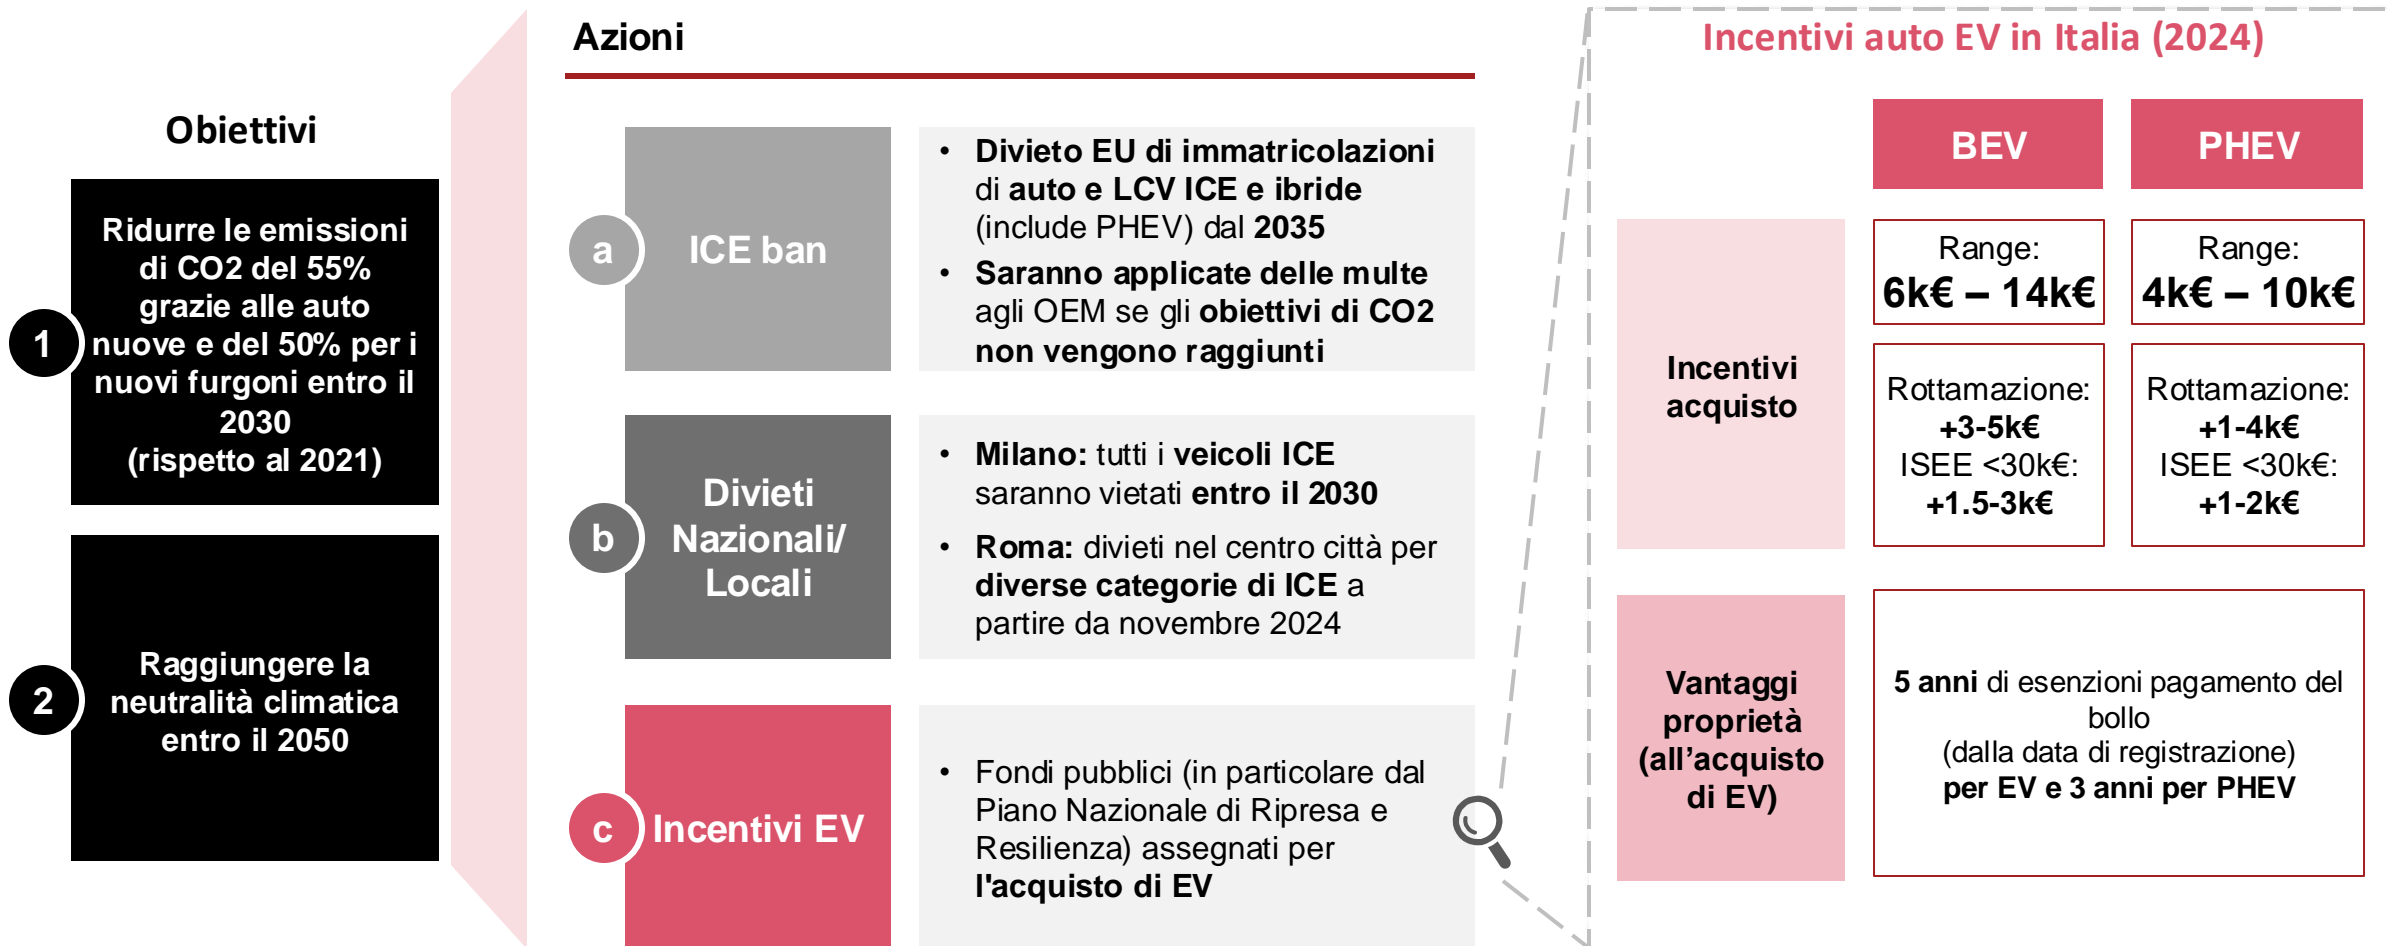 Obiettivi
1
Ridurre le emissioni
di CO2 del 55%
grazie alle auto
nuove e del 50% per i
nuovi furgoni entro il
2030
(rispetto al 2021)
2
Raggiungere la
neutralità climatica
entro il 2050
Azioni
a
ICE ban
• Divieto EU di immatricolazioni
di auto e LCV ICE e ibride
(include PHEV) dal 2035
• Saranno applicate delle multe
agli OEM se gli obiettivi di CO2
non vengono raggiunti
b
Divieti
Nazionali/
Locali
• Milano: tutti i veicoli ICE
saranno vietati entro il 2030
• Roma: divieti nel centro città per
diverse categorie di ICE a
partire da novembre 2024
c
Incentivi EV
• Fondi pubblici (in particolare dal
Piano Nazionale di Ripresa e
Resilienza) assegnati per
l'acquisto di EV
Incentivi auto EV in Italia (2024)
BEV
PHEV
Incentivi
acquisto
Range:
6k€ – 14k€
Range:
4k€ – 10k€
Rottamazione:
+3-5k€
ISEE <30k€:
+1.5-3k€
Rottamazione:
+1-4k€
ISEE <30k€:
+1-2k€
Vantaggi
proprietà
(all’acquisto
di EV)
5 anni di esenzioni pagamento del
bollo
(dalla data di registrazione)
per EV e 3 anni per PHEV